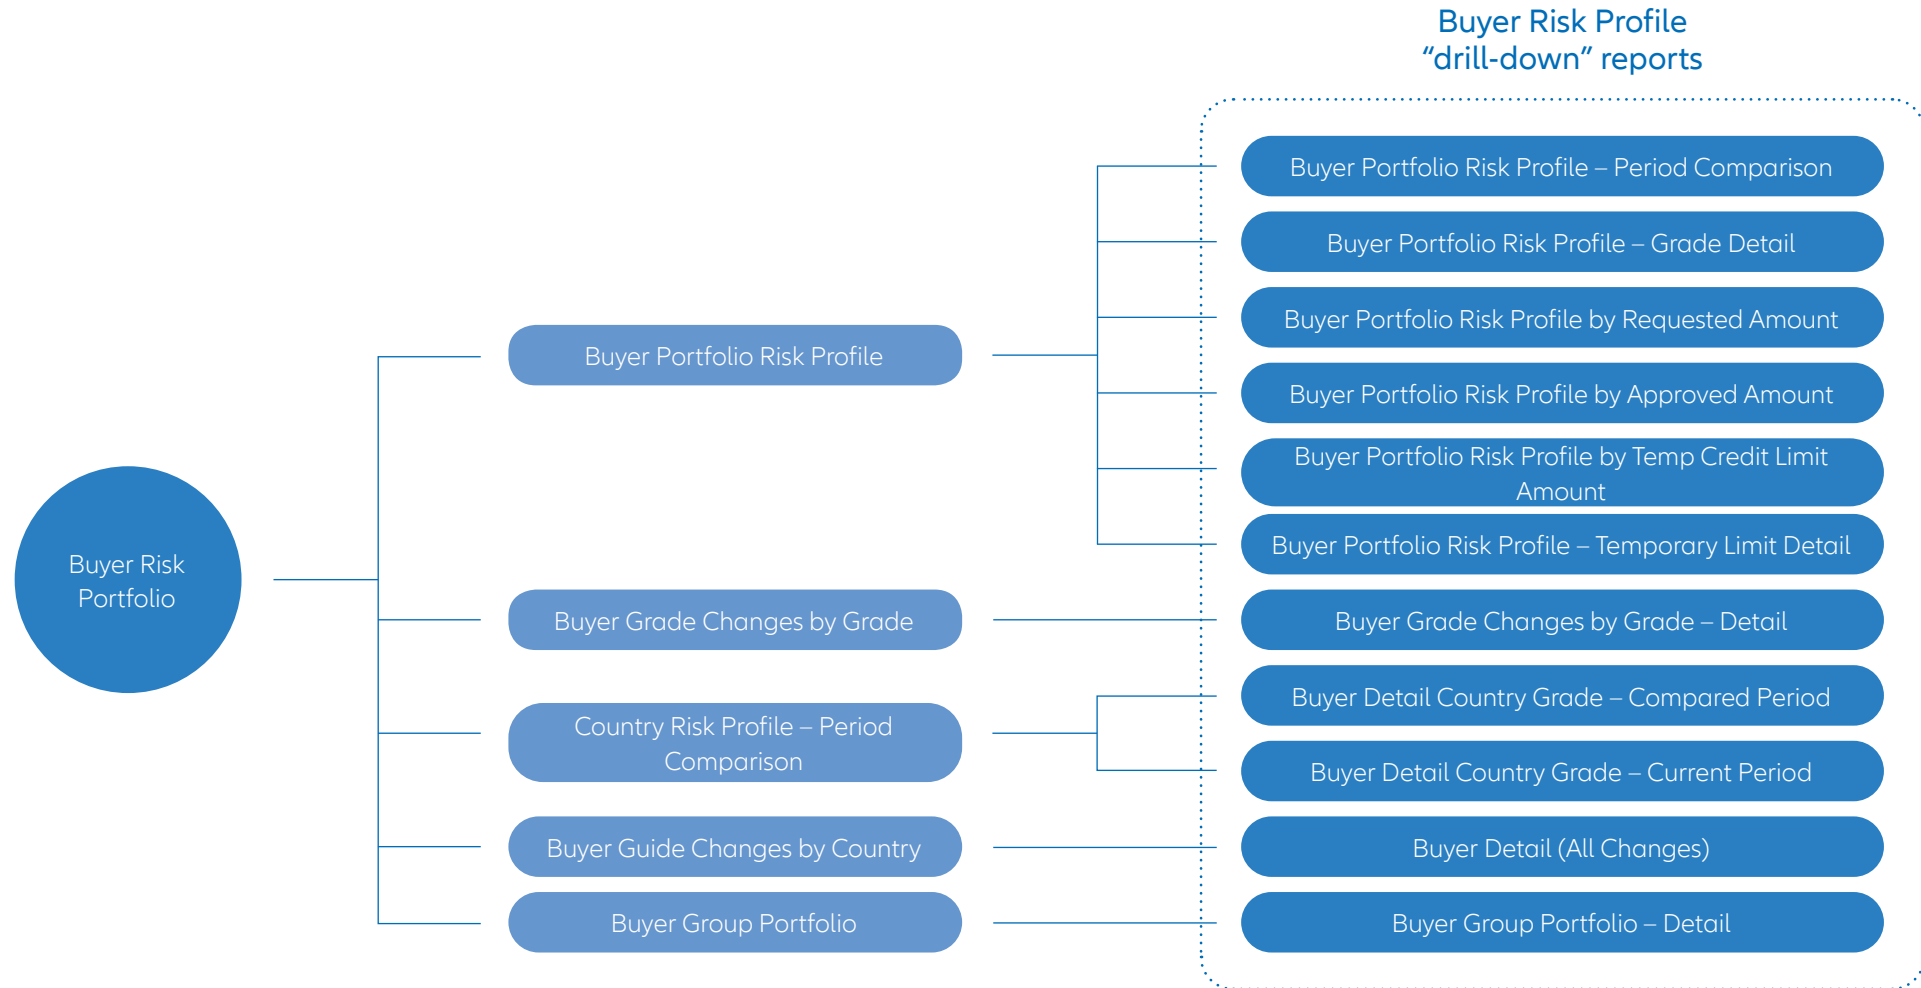 Buyer Risk Profile
“drill-down” reports
Buyer Risk
Portfolio
Buyer Portfolio Risk Profile
Buyer Grade Changes by Grade
Country Risk Profile – Period
Comparison
Buyer Guide Changes by Country
Buyer Group Portfolio
Buyer Portfolio Risk Profile – Period Comparison
Buyer Portfolio Risk Profile – Grade Detail
Buyer Portfolio Risk Profile by Requested Amount
Buyer Portfolio Risk Profile by Approved Amount
Buyer Portfolio Risk Profile by Temp Credit Limit
Amount
Buyer Portfolio Risk Profile – Temporary Limit Detail
Buyer Grade Changes by Grade – Detail
Buyer Detail Country Grade – Compared Period
Buyer Detail Country Grade – Current Period
Buyer Detail (All Changes)
Buyer Group Portfolio – Detail